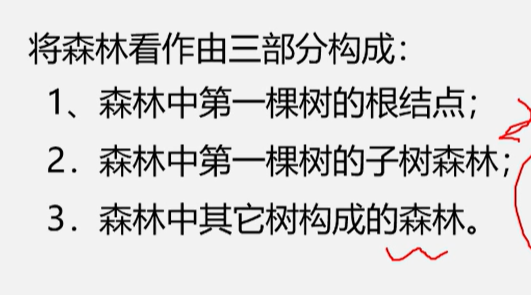 将森林看作由三部分构成：
1、森林中第一棵树的根结点；
2．森林中第一棵树的子树森林；
3．森林中其它树构成的森林。